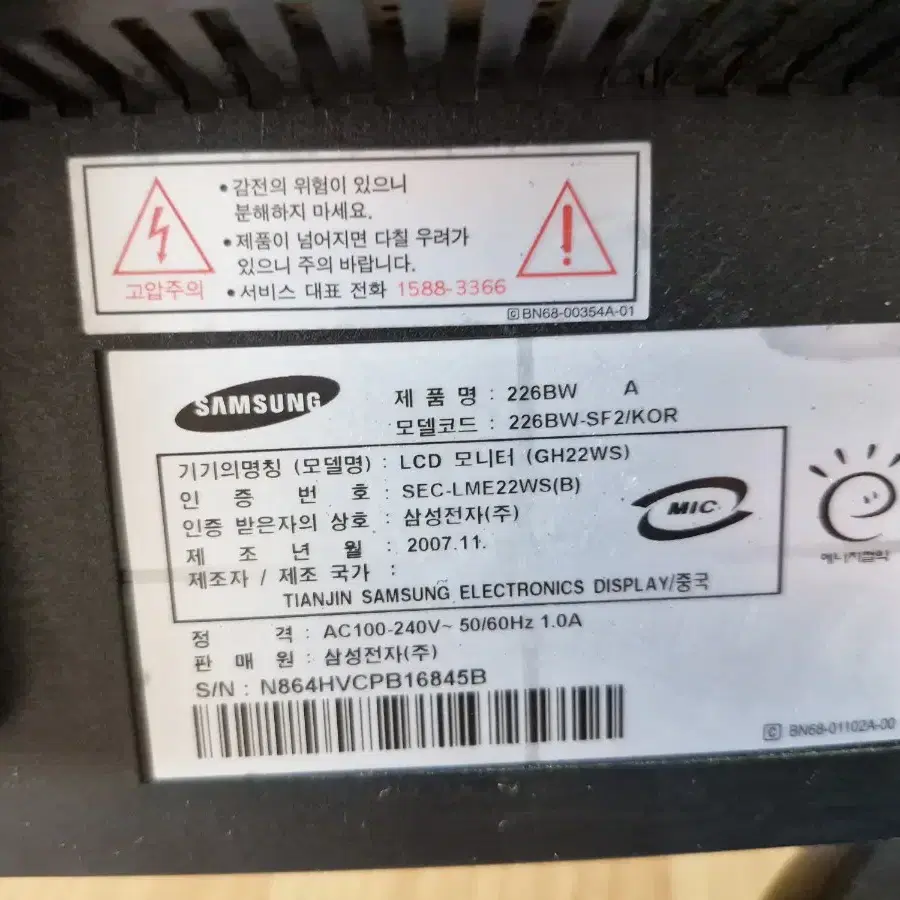 • 감전의 위험이 있으니
분해하지 마세요.
• 제품이 넘어지면 다칠 우려가
있으니 주의 바랍니다.
고압주의 • 서비스 대표 전화 1588-3366
ⓒBN68-00354A-01
SAMSUNG
제 품 명 : 226BW A
모델코드 : 226BW-SF2/KOR
기기의명칭 (모델명) : LCD 모니터 (GH22WS)
인 증 번 호 : SEC-LME22WS(B)
인증 받은자의 상호 : 삼성전자(주)
MIC
제 조 년 월 : 2007.11.
제조자 / 제조 국가 :
TIANJIN SAMSUNG ELECTRONICS DISPLAY/중국
에너지절약
정 격 : AC100-240V~ 50/60Hz 1.0A
판 매 원 : 삼성전자(주)
S/N : N864HVCPB16845B
ⓒ BN68-01102A-00